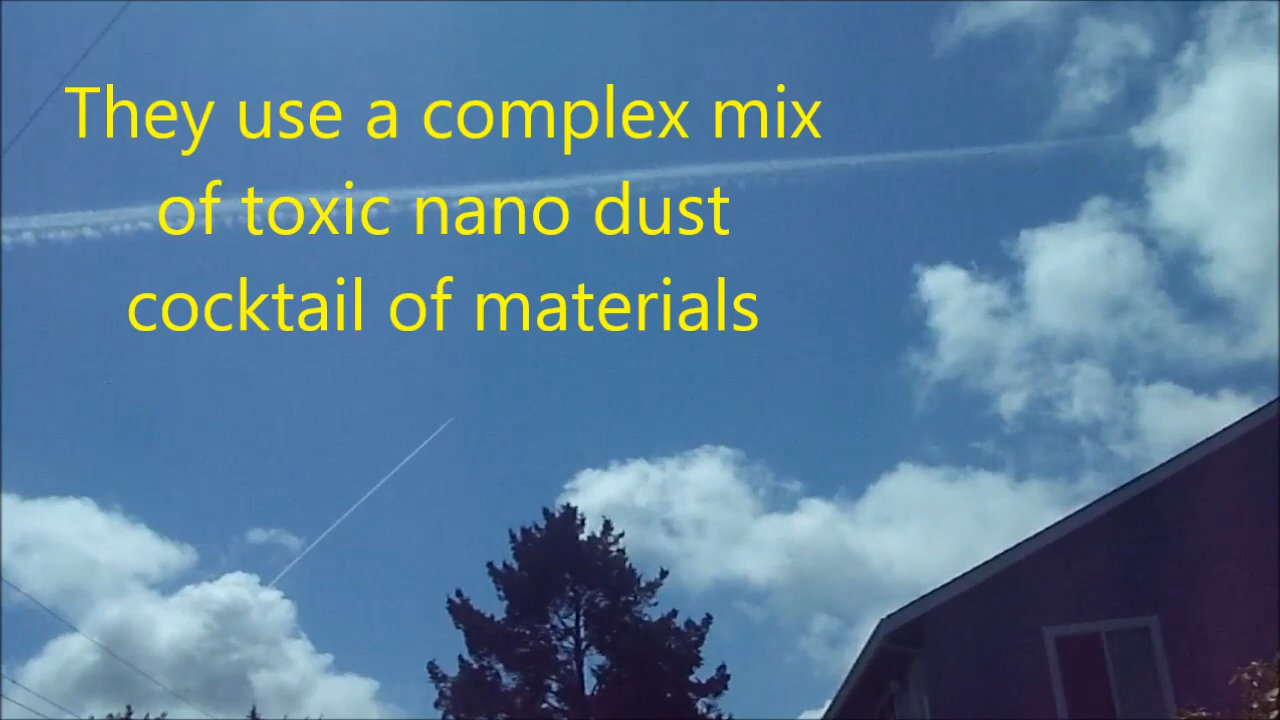 They use a complex mix
of toxic nano dust
cocktail of materials